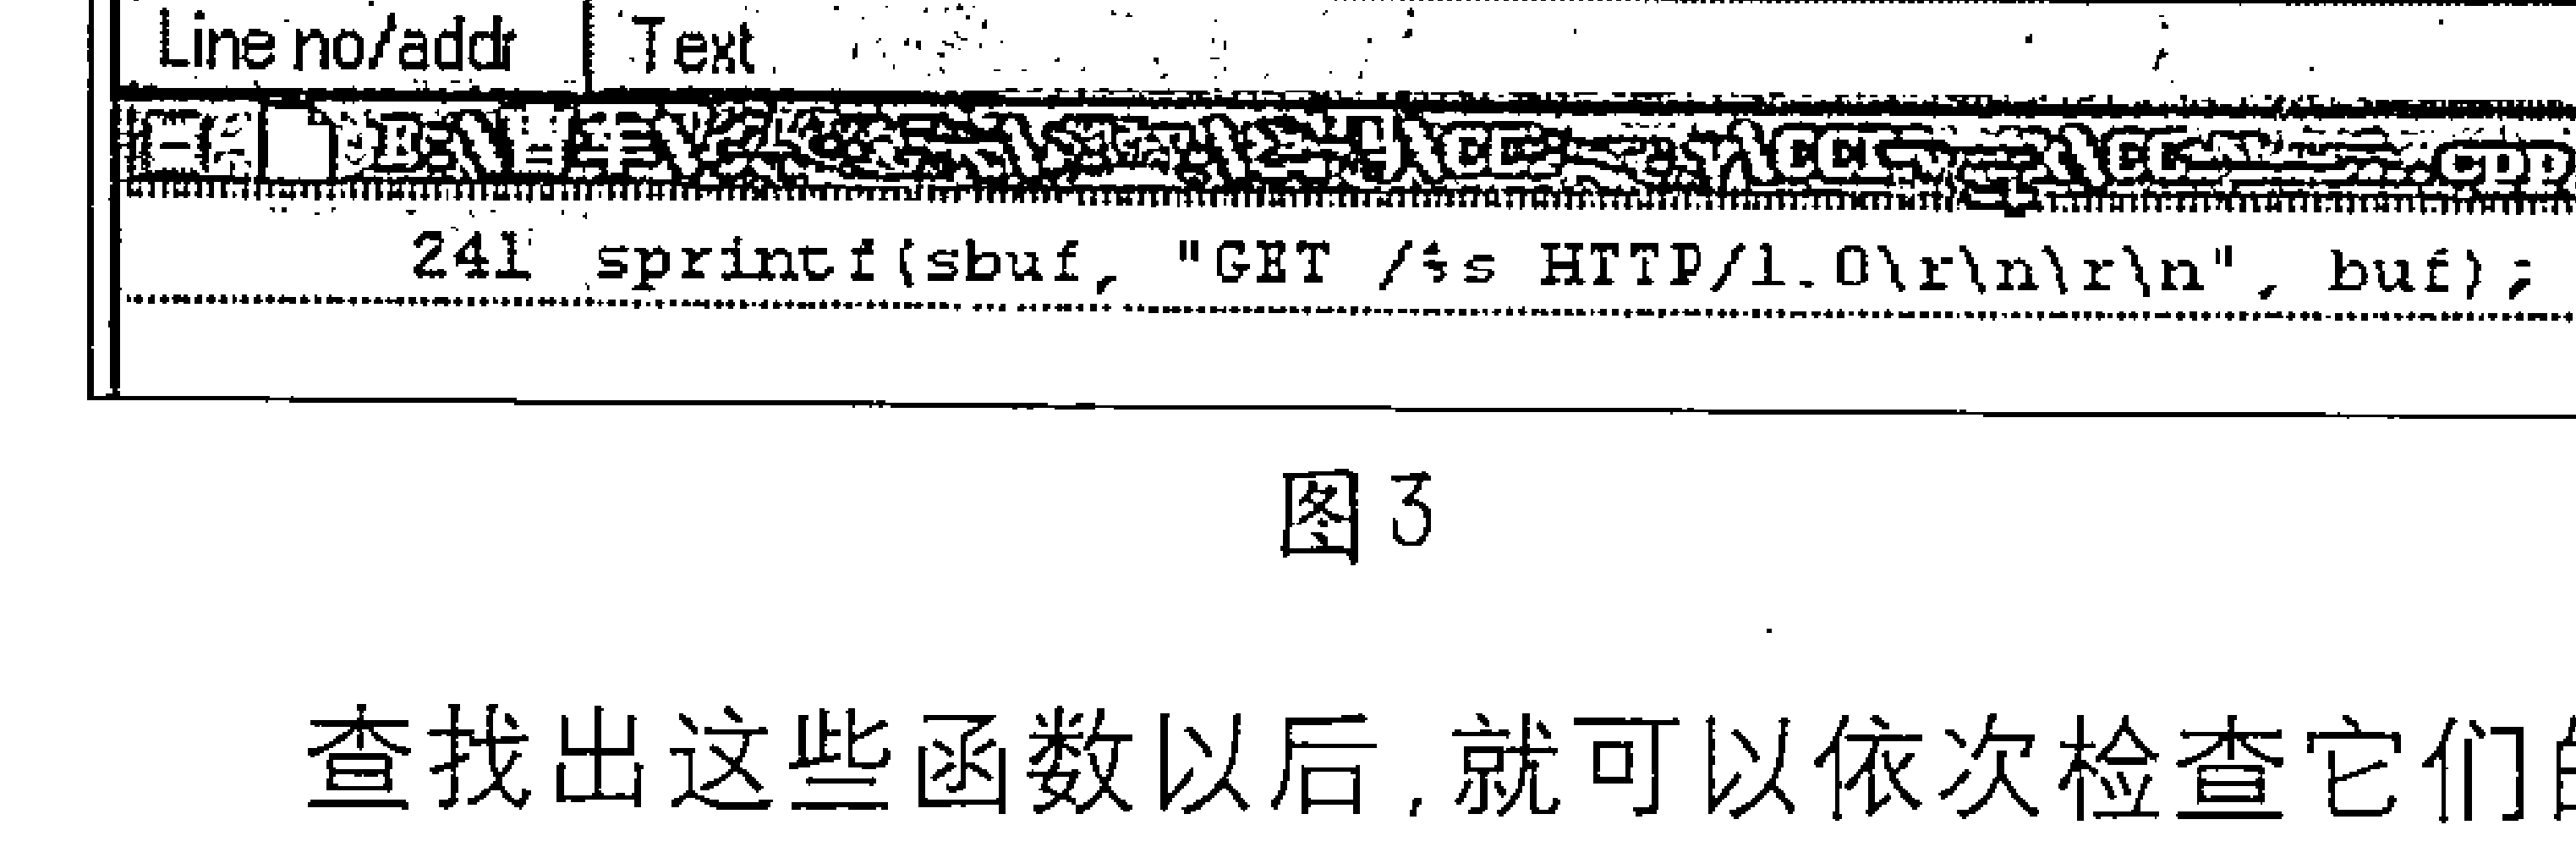 Line no/addr Text
241 sprintf(sbuf, "GET /%s HTTP/1.0\r\n\r\n", buf);
图 3
查找出这些函数以后,就可以依次检查它们